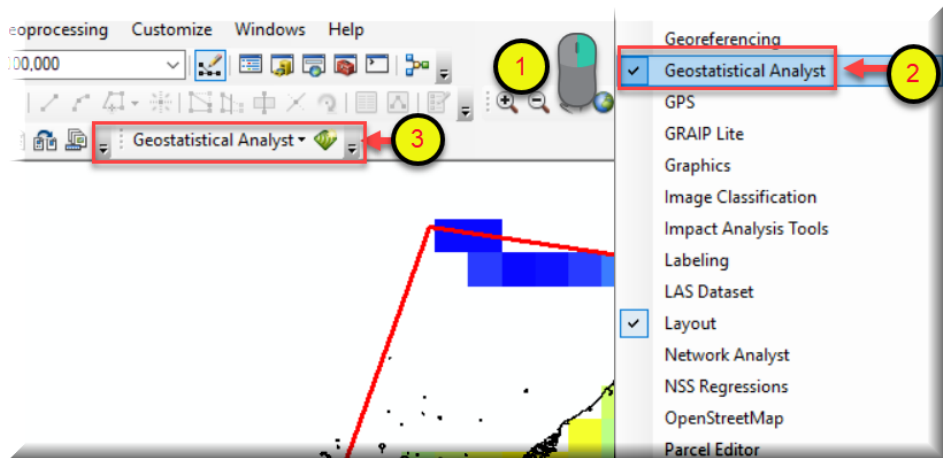 eoprocessing Customize Windows Help
00,000
Geostatistical Analyst
1
2
3
Georeferencing
Geostatistical Analyst
GPS
GRAIP Lite
Graphics
Image Classification
Impact Analysis Tools
Labeling
LAS Dataset
Layout
Network Analyst
NSS Regressions
OpenStreetMap
Parcel Editor